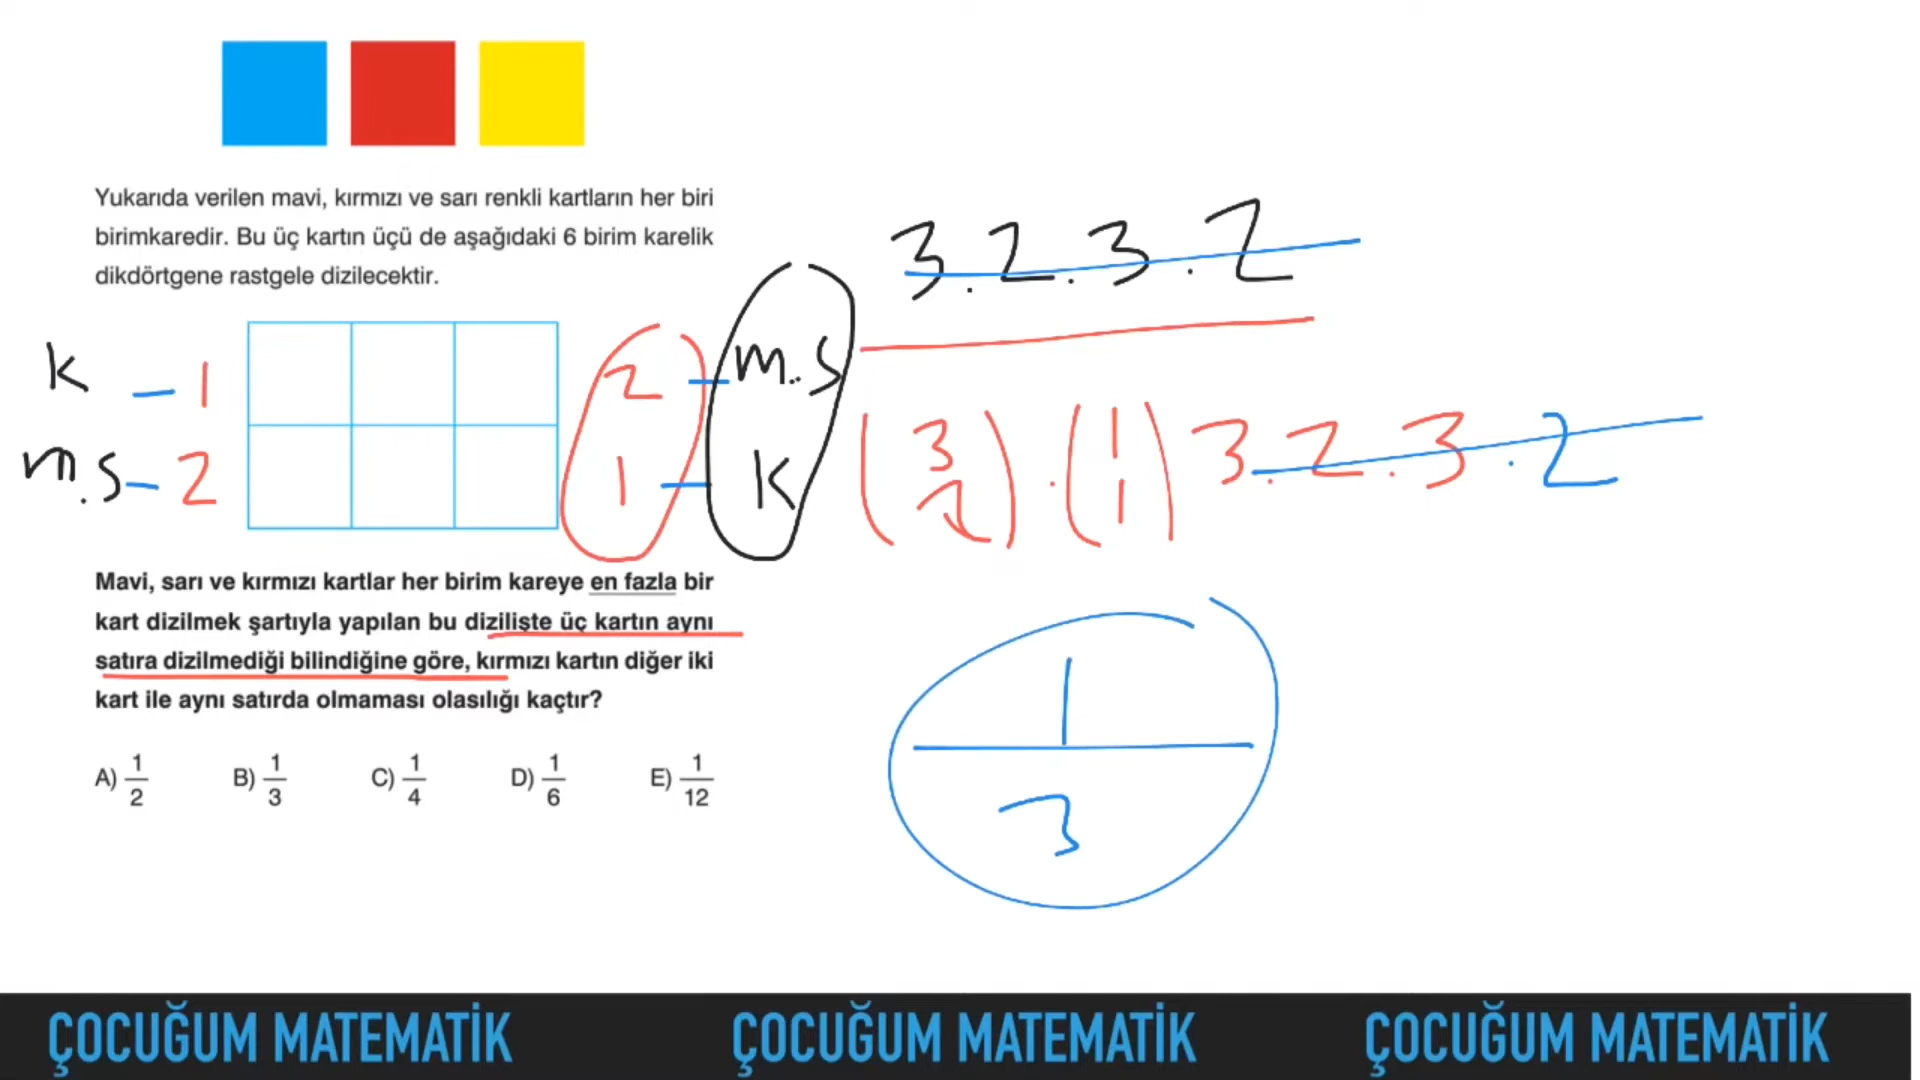 Yukarıda verilen mavi, kırmızı ve sarı renkli kartların her biri
birimkaredir. Bu üç kartın üçü de aşağıdaki 6 birim karelik
dikdörtgene rastgele dizilecektir.
3.2.3.2
k - 1
2 - m.s
m.s - 2
1 - k
(3 2) . (1 1) 3.2.3.2
Mavi, sarı ve kırmızı kartlar her birim kareye en fazla bir
kart dizilmek şartıyla yapılan bu dizilişte üç kartın aynı
satıra dizilmediği bilindiğine göre, kırmızı kartın diğer iki
kart ile aynı satırda olmaması olasılığı kaçtır?
1
3
A) 1/2 B) 1/3 C) 1/4 D) 1/6 E) 1/12
ÇOCUĞUM MATEMATİK ÇOCUĞUM MATEMATİK ÇOCUĞUM MATEMATİK